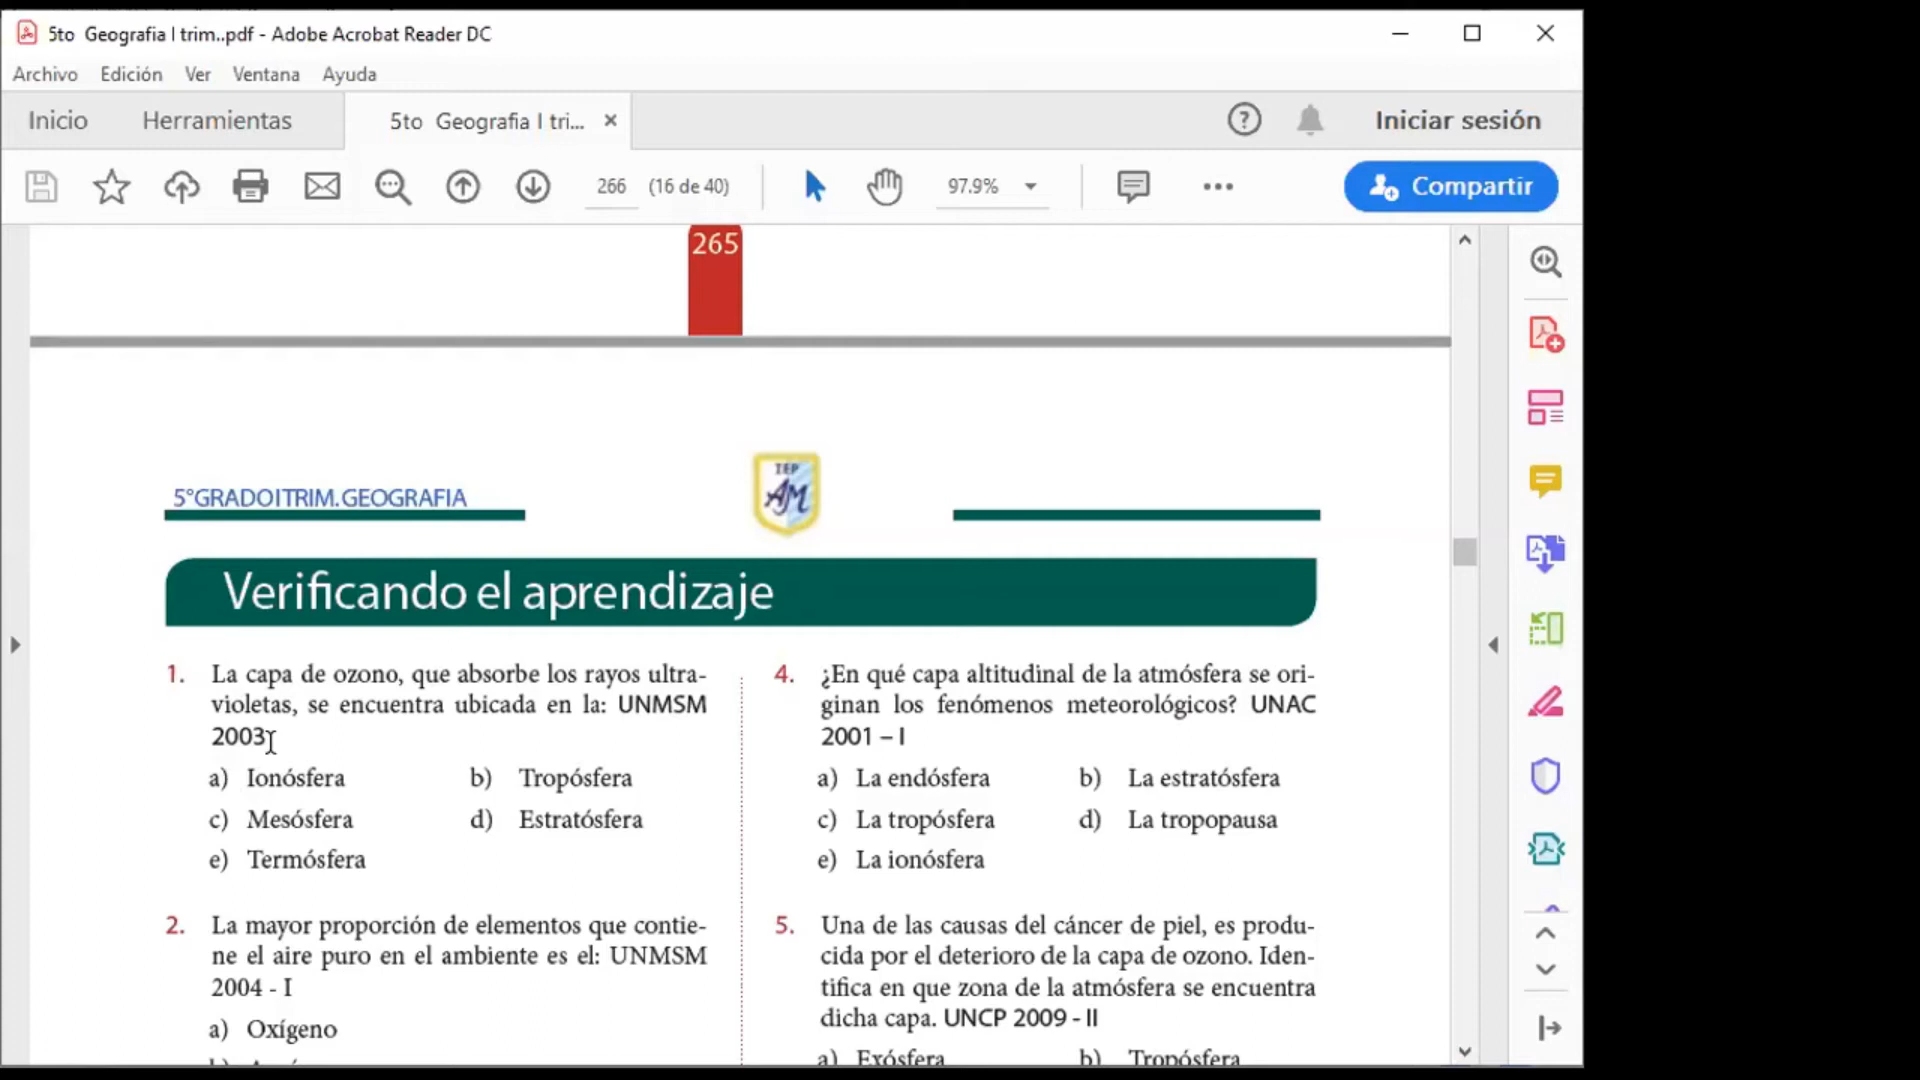 5to Geografia I trim..pdf - Adobe Acrobat Reader DC
Archivo Edición Ver Ventana Ayuda
Inicio Herramientas 5to Geografia I tri... Iniciar sesión
266 (16 de 40) 97.9% Compartir
265
IEP
AM
5°GRADOITRIM.GEOGRAFIA
Verificando el aprendizaje
1. La capa de ozono, que absorbe los rayos ultra-
violetas, se encuentra ubicada en la: UNMSM
2003
a) Ionósfera b) Tropósfera
c) Mesósfera d) Estratósfera
e) Termósfera
2. La mayor proporción de elementos que contie-
ne el aire puro en el ambiente es el: UNMSM
2004 - I
a) Oxígeno
4. ¿En qué capa altitudinal de la atmósfera se ori-
ginan los fenómenos meteorológicos? UNAC
2001 – I
a) La endósfera b) La estratósfera
c) La tropósfera d) La tropopausa
e) La ionósfera
5. Una de las causas del cáncer de piel, es produ-
cida por el deterioro de la capa de ozono. Iden-
tifica en que zona de la atmósfera se encuentra
dicha capa. UNCP 2009 - II
a) Exósfera b) Tropósfera